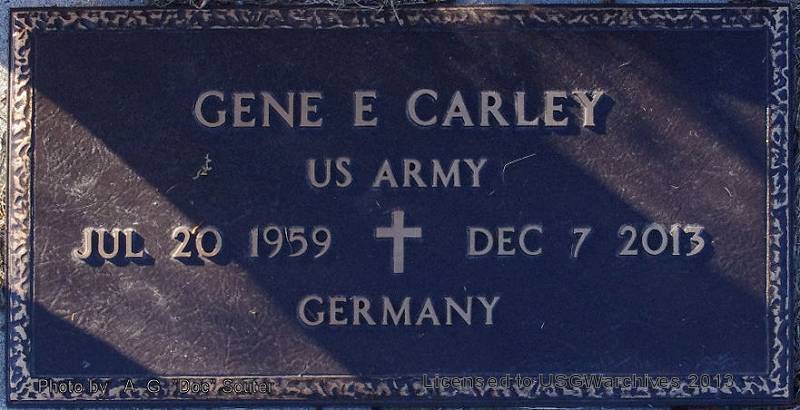 GENE E CARLEY
US ARMY
JUL 20 1959 DEC 7 2013
GERMANY
Photo by A. G. "Doc" Souter
Licensed to USGWarchives 2013